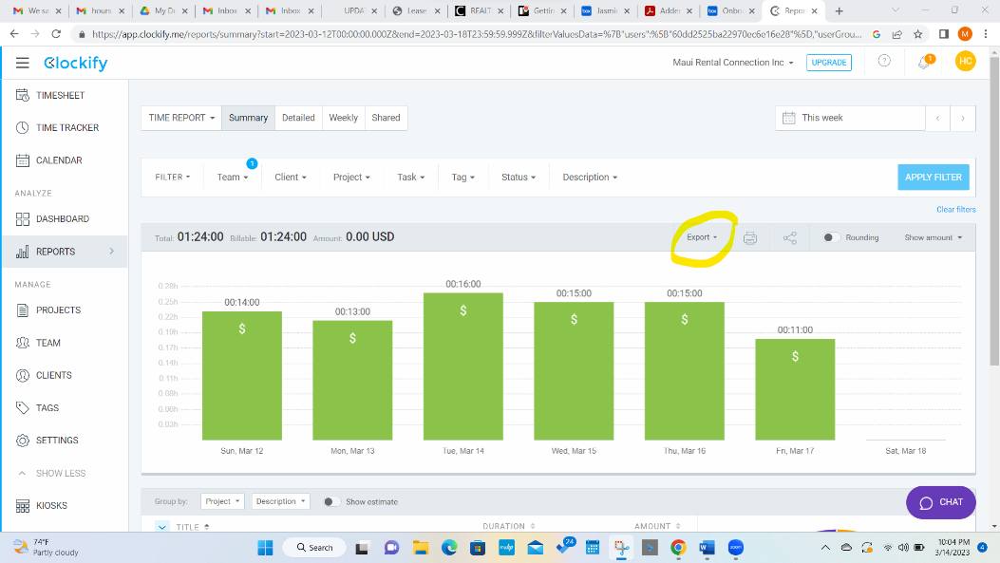 We sa
hours
My Dr
Inbox
Inbox
UPDAT
Lease
REALT
Gettin
Jasmi
Adden
Onbo
Repor
https://app.clockify.me/reports/summary?start=2023-03-12T00:00:00.000Z&end=2023-03-18T23:59:59.999Z&filterValuesData=%7B"users":%5B"60dd2525ba22970ec6e16e28"%5D,"userGrou...
M
Clockify
Maui Rental Connection Inc
UPGRADE
1
HC
TIMESHEET
TIME TRACKER
CALENDAR
ANALYZE
DASHBOARD
REPORTS
MANAGE
PROJECTS
TEAM
CLIENTS
TAGS
SETTINGS
SHOW LESS
KIOSKS
TIME REPORT Summary Detailed Weekly Shared
This week
1
FILTER Team Client Project Task Tag Status Description
APPLY FILTER
Clear filters
Total: 01:24:00 Billable: 01:24:00 Amount: 0.00 USD
Export
Rounding
Show amount
0.28h
0.25h
0.22h
0.19h
0.17h
0.14h
0.11h
0.08h
0.06h
0.03h
00:14:00
$
00:13:00
$
00:16:00
$
00:15:00
$
00:15:00
$
00:11:00
$
Sun, Mar 12
Mon, Mar 13
Tue, Mar 14
Wed, Mar 15
Thu, Mar 16
Fri, Mar 17
Sat, Mar 18
Group by: Project Description Show estimate
CHAT
TITLE DURATION AMOUNT
74°F
Partly cloudy
Search
24
10:04 PM
3/14/2023
4